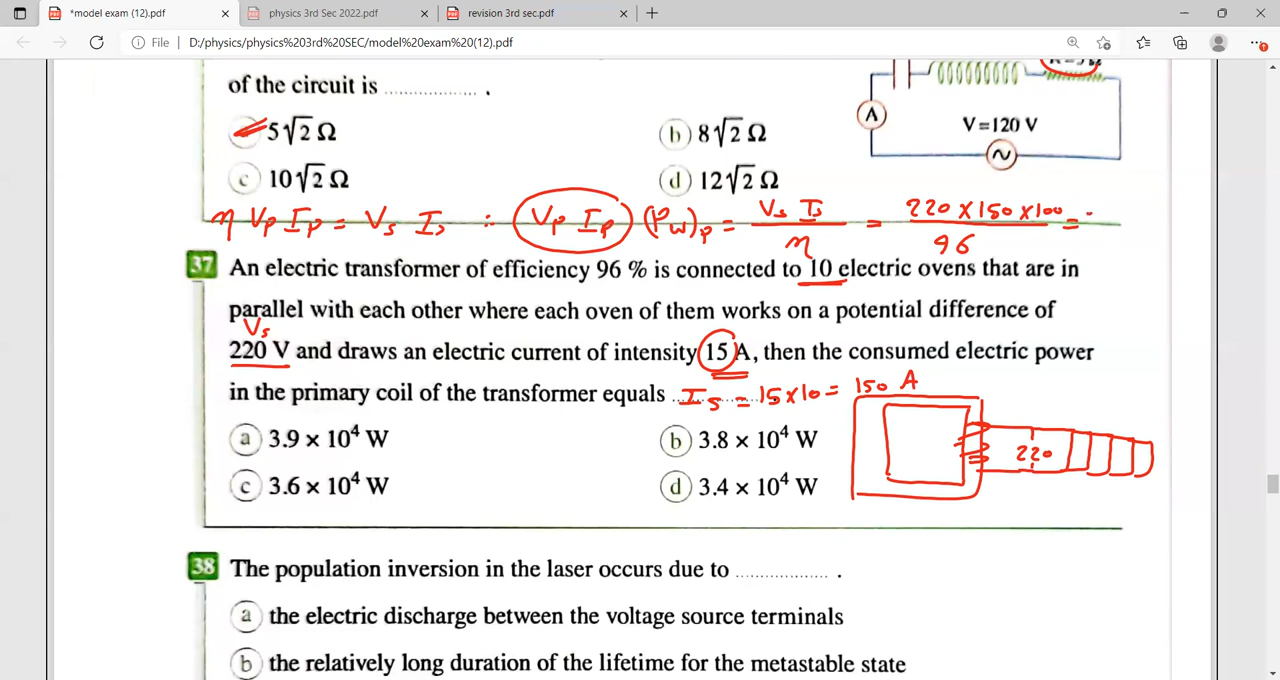 *model exam (12).pdf
physics 3rd Sec 2022.pdf
revision 3rd sec.pdf
File D:/physics/physics%203rd%20SEC/model%20exam%20(12).pdf
of the circuit is .................. .
5√2 Ω
b 8√2 Ω
c 10√2 Ω
d 12√2 Ω
A
V=120 V
η Vp Ip = Vs Is ∴ Vp Ip (Pw)p = Vs Is / η = 220 × 150 × 100 / 96 =
37 An electric transformer of efficiency 96 % is connected to 10 electric ovens that are in
parallel with each other where each oven of them works on a potential difference of
Vs
220 V and draws an electric current of intensity 15 A, then the consumed electric power
in the primary coil of the transformer equals Is = 15×10 = 150 A
a 3.9 × 10⁴ W
b 3.8 × 10⁴ W
220
c 3.6 × 10⁴ W
d 3.4 × 10⁴ W
38 The population inversion in the laser occurs due to .................. .
a the electric discharge between the voltage source terminals
b the relatively long duration of the lifetime for the metastable state